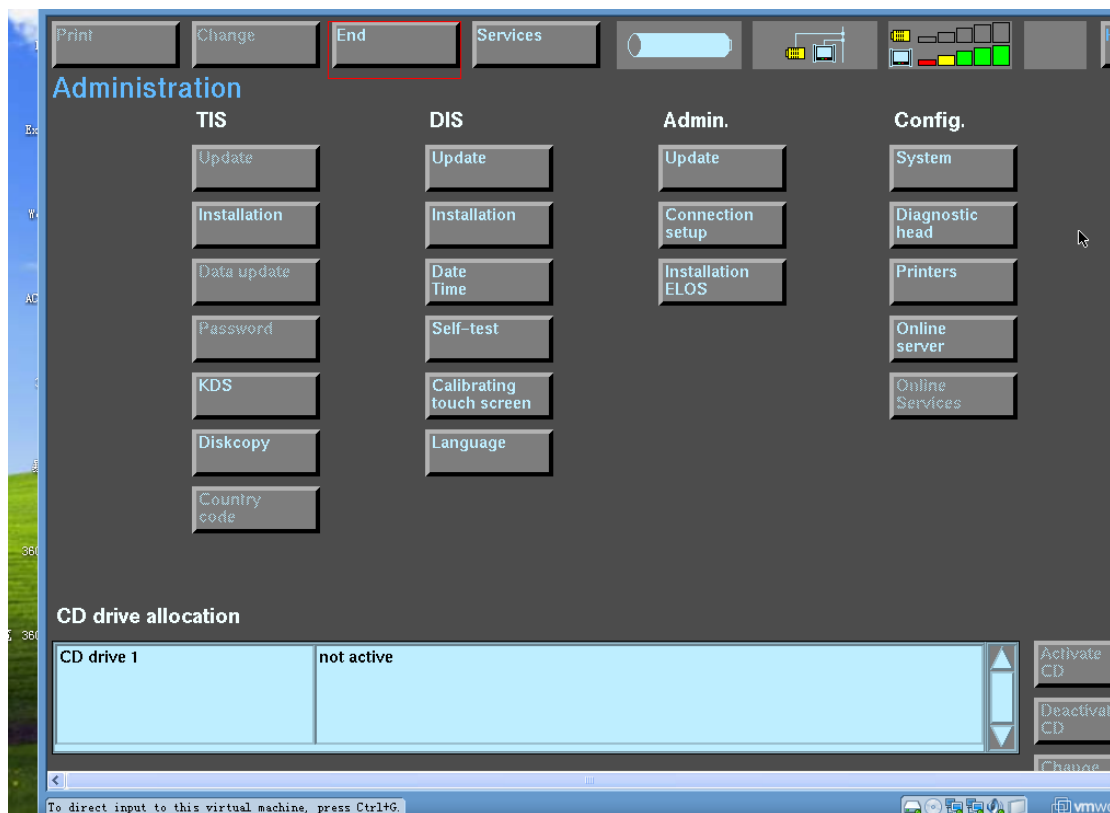 Print
Change
End
Services
Administration
TIS
DIS
Admin.
Config.
Update
Update
Update
System
Installation
Installation
Connection
setup
Diagnostic
head
Data update
Date
Time
Installation
ELOS
Printers
Password
Self-test
Online
server
KDS
Calibrating
touch screen
Online
Services
Diskcopy
Language
Country
code
CD drive allocation
CD drive 1
not active
Activate
CD
Deactivat
CD
Change
To direct input to this virtual machine, press Ctrl+G.
360
360